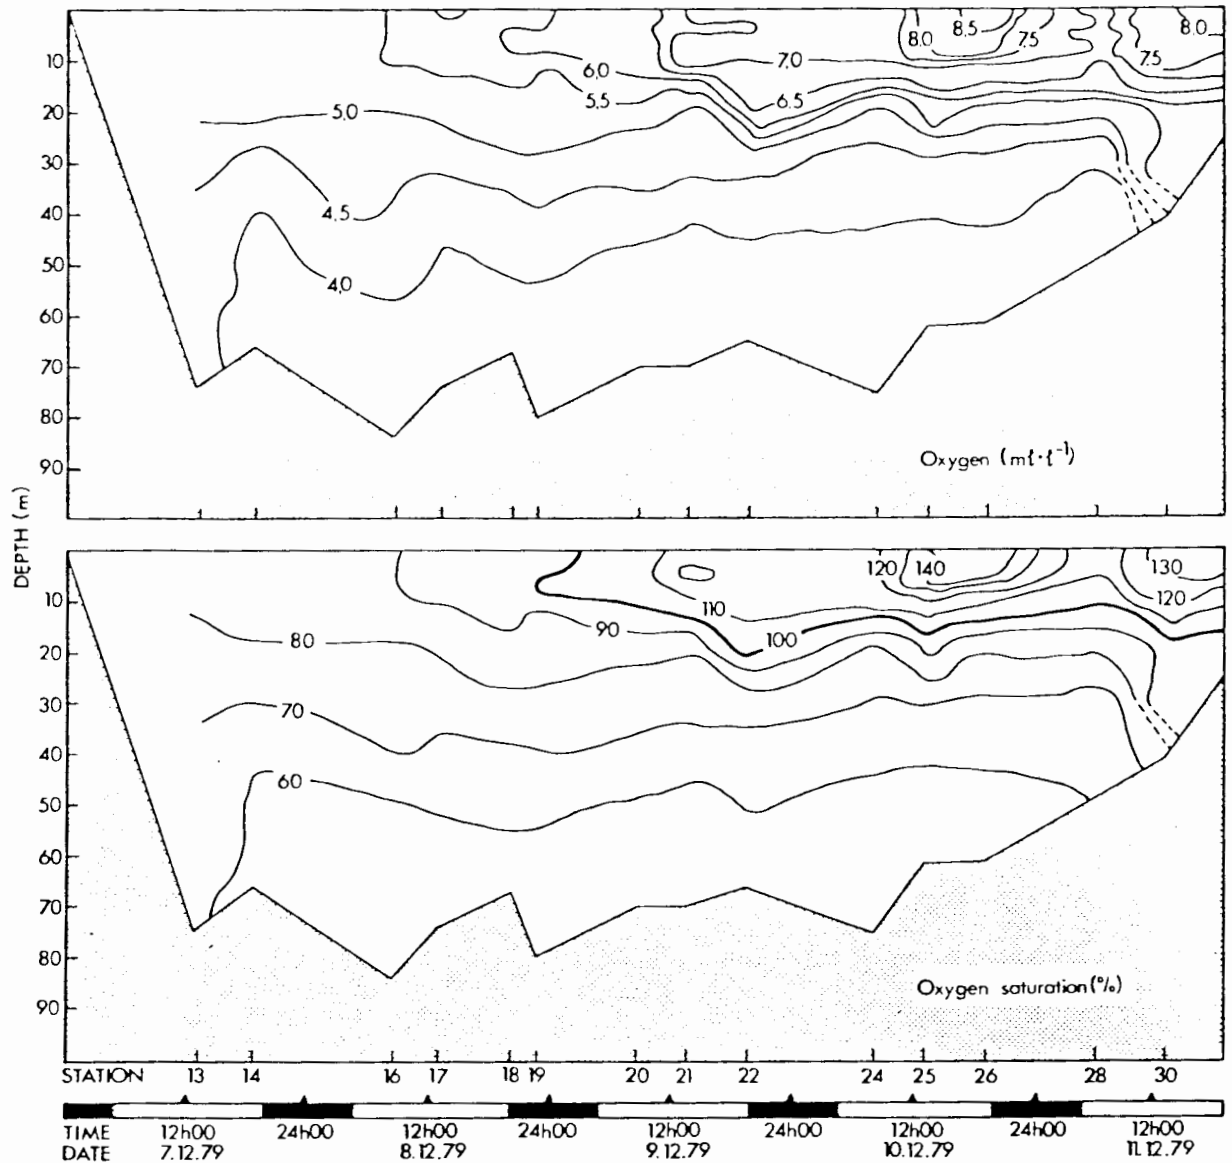 8.0 8.5 7.5 8.0
7.5
10 7.0
6.0
5.5 6.5
20 5.0
30
40 4.5
50 4.0
60
70
80
Oxygen (mℓ·ℓ⁻¹)
90
DEPTH (m)
120 140 130
10 110 120
90 100
20 80
30 70
40
50 60
60
70
80
Oxygen saturation (%)
90
STATION 13 14 16 17 18 19 20 21 22 24 25 26 28 30
TIME 12h00 24h00 12h00 24h00 12h00 24h00 12h00 24h00 12h00
DATE 7.12.79 8.12.79 9.12.79 10.12.79 11.12.79